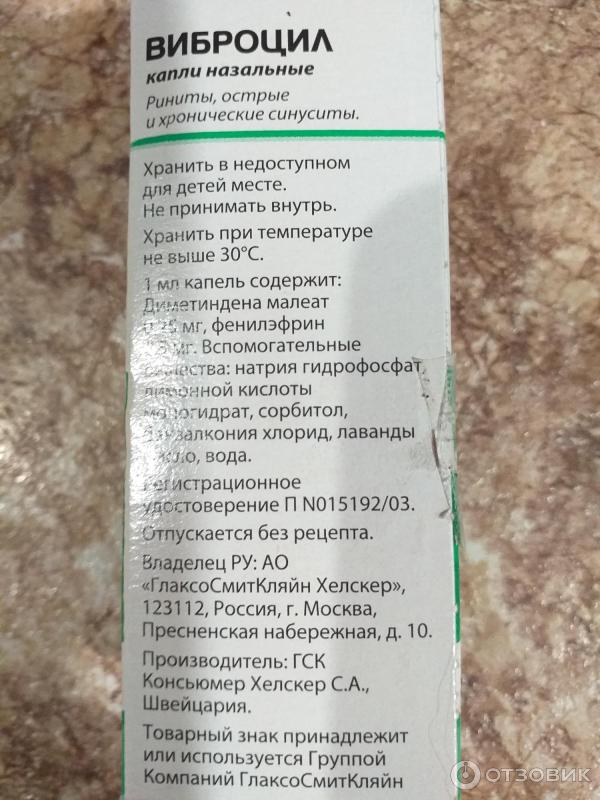 ВИБРОЦИЛ
капли назальные
Риниты, острые
и хронические синуситы.
Хранить в недоступном
для детей месте.
Не принимать внутрь.
Хранить при температуре
не выше 30°С.
1 мл капель содержит:
Диметиндена малеат
мг, фенилэфрин
мг. Вспомогательные
натрия гидрофосфат,
лимонной кислоты
моногидрат, сорбитол,
хлорид, лаванды
масло, вода.
Регистрационное
удостоверение П N015192/03.
Отпускается без рецепта.
Владелец РУ: АО
«ГлаксоСмитКляйн Хелскер»,
123112, Россия, г. Москва,
Пресненская набережная, д. 10.
Производитель: ГСК
Консьюмер Хелскер С.А.,
Швейцария.
Товарный знак принадлежит
или используется Группой
Компаний ГлаксоСмитКляйн
ОТЗОВИК